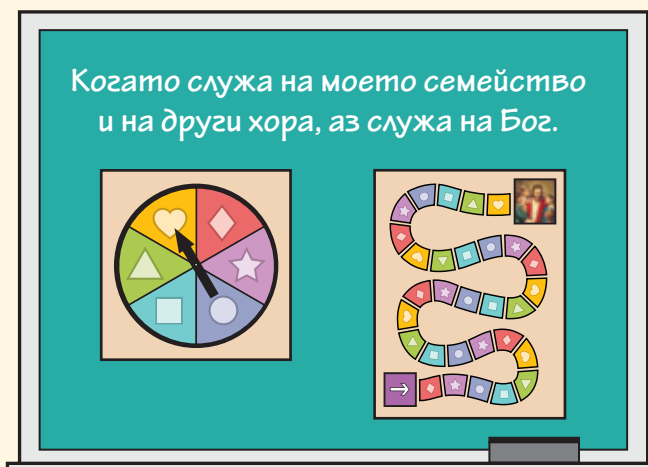 Когато служа на моето семейство
и на други хора, аз служа на Бог.